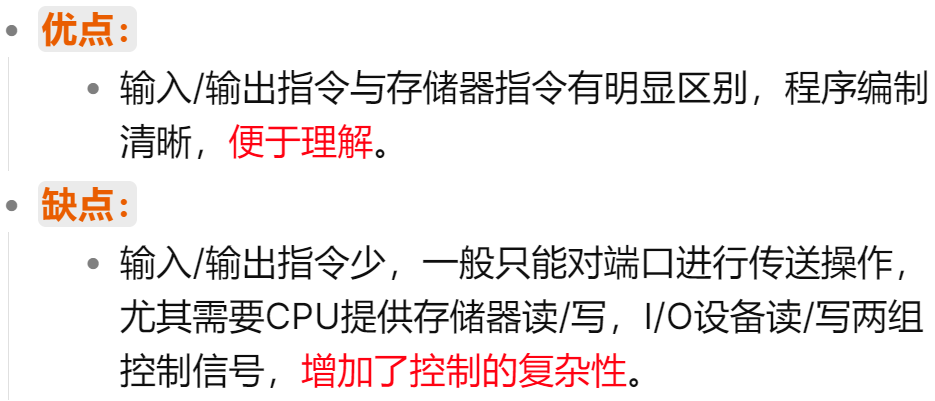 优点：
输入/输出指令与存储器指令有明显区别，程序编制
清晰，便于理解。
缺点：
输入/输出指令少，一般只能对端口进行传送操作，
尤其需要CPU提供存储器读/写，I/O设备读/写两组
控制信号，增加了控制的复杂性。